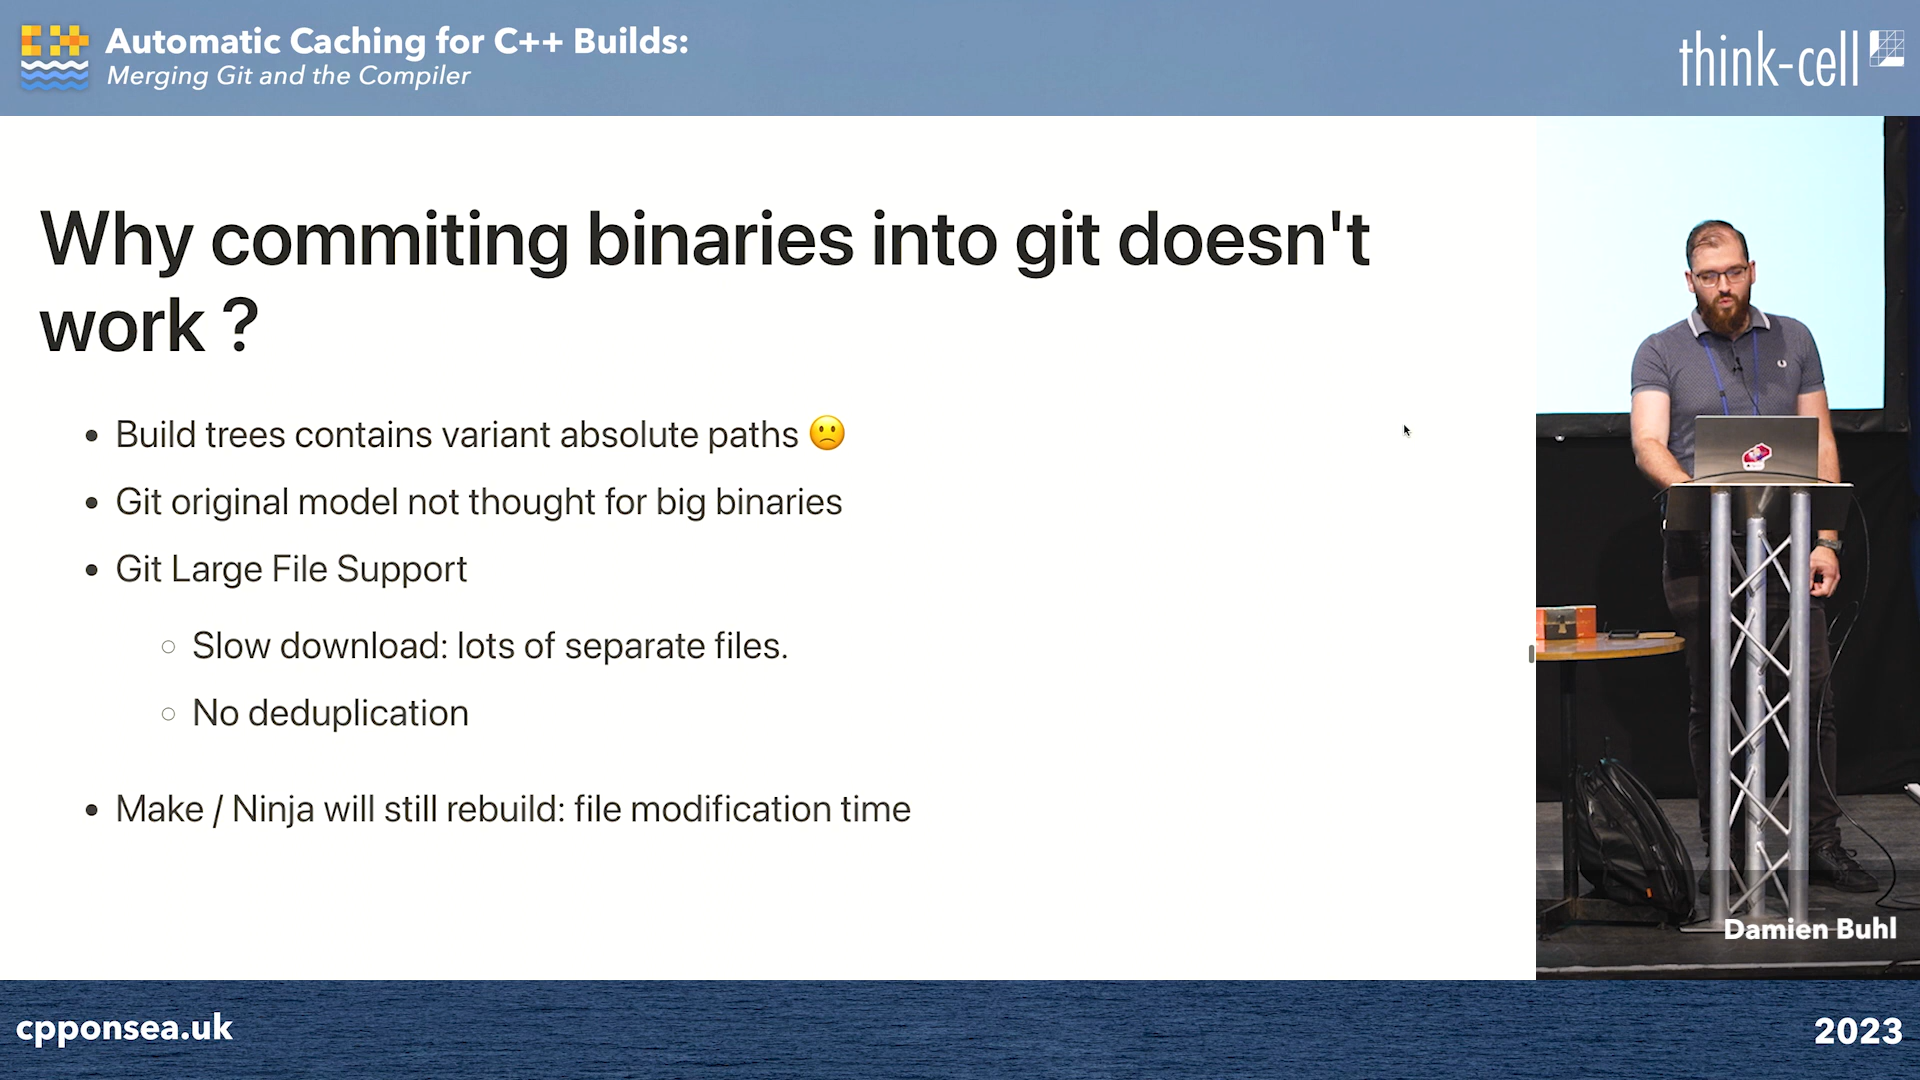 Automatic Caching for C++ Builds:
Merging Git and the Compiler
think-cell
Why commiting binaries into git doesn't
work ?
Build trees contains variant absolute paths 🙁
Git original model not thought for big binaries
Git Large File Support
Slow download: lots of separate files.
No deduplication
Make / Ninja will still rebuild: file modification time
Damien Buhl
cpponsea.uk
2023